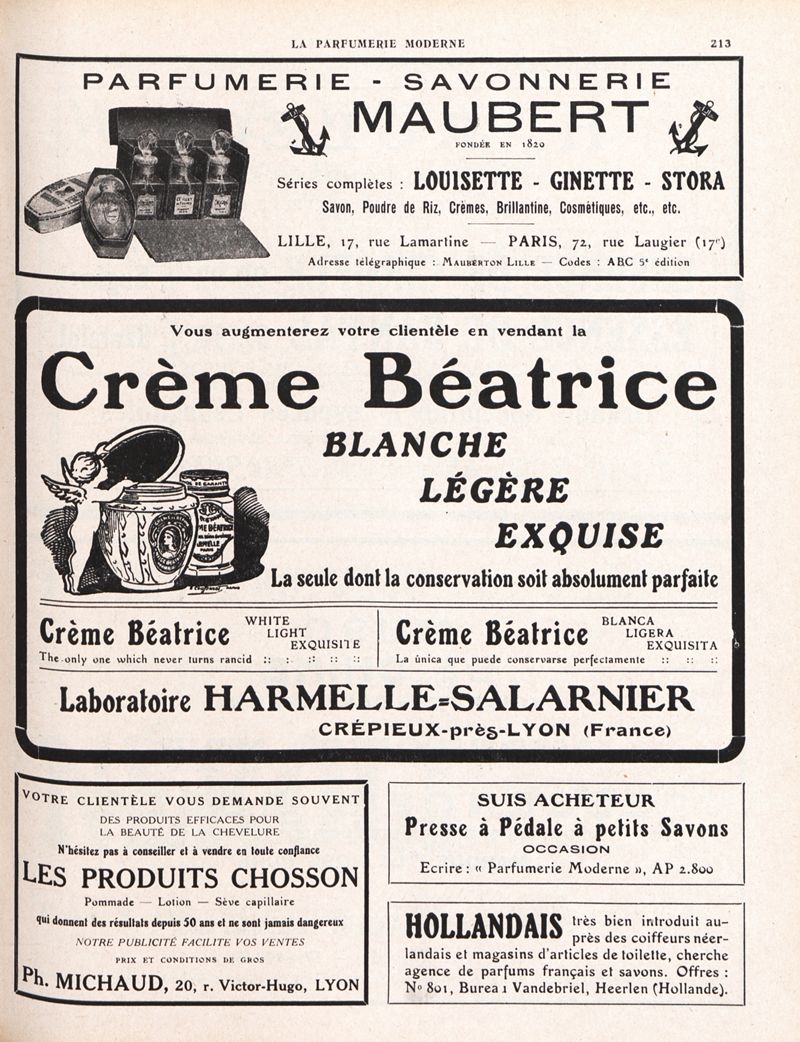 LA PARFUMERIE MODERNE 213
PARFUMERIE - SAVONNERIE
MAUBERT
FONDÉE EN 1820
Séries complètes : LOUISETTE - GINETTE - STORA
Savon, Poudre de Riz, Crèmes, Brillantine, Cosmétiques, etc., etc.
LILLE, 17, rue Lamartine — PARIS, 72, rue Laugier (17e)
Adresse télégraphique : MAUBERTON LILLE — Codes : ABC 5e édition
Vous augmenterez votre clientèle en vendant la
Crème Béatrice
BLANCHE
LÉGÈRE
EXQUISE
DE GARANTIE
ME BÉATRICE
PARIS
La seule dont la conservation soit absolument parfaite
Crème Béatrice WHITE
LIGHT
EXQUISITE
The only one which never turns rancid :: : :: :: ::
Crème Béatrice BLANCA
LIGERA
EXQUISITA
La única que puede conservarse perfectamente :: :: ::
Laboratoire HARMELLE=SALARNIER
CRÉPIEUX-près-LYON (France)
VOTRE CLIENTÈLE VOUS DEMANDE SOUVENT
DES PRODUITS EFFICACES POUR
LA BEAUTÉ DE LA CHEVELURE
N'hésitez pas à conseiller et à vendre en toute confiance
LES PRODUITS CHOSSON
Pommade — Lotion — Sève capillaire
qui donnent des résultats depuis 50 ans et ne sont jamais dangereux
NOTRE PUBLICITÉ FACILITE VOS VENTES
PRIX ET CONDITIONS DE GROS
Ph. MICHAUD, 20, r. Victor-Hugo, LYON
SUIS ACHETEUR
Presse à Pédale à petits Savons
OCCASION
Ecrire : « Parfumerie Moderne », AP 2.800
HOLLANDAIS très bien introduit au-
près des coiffeurs néer-
landais et magasins d'articles de toilette, cherche
agence de parfums français et savons. Offres :
No 801, Bureau Vandebriel, Heerlen (Hollande).